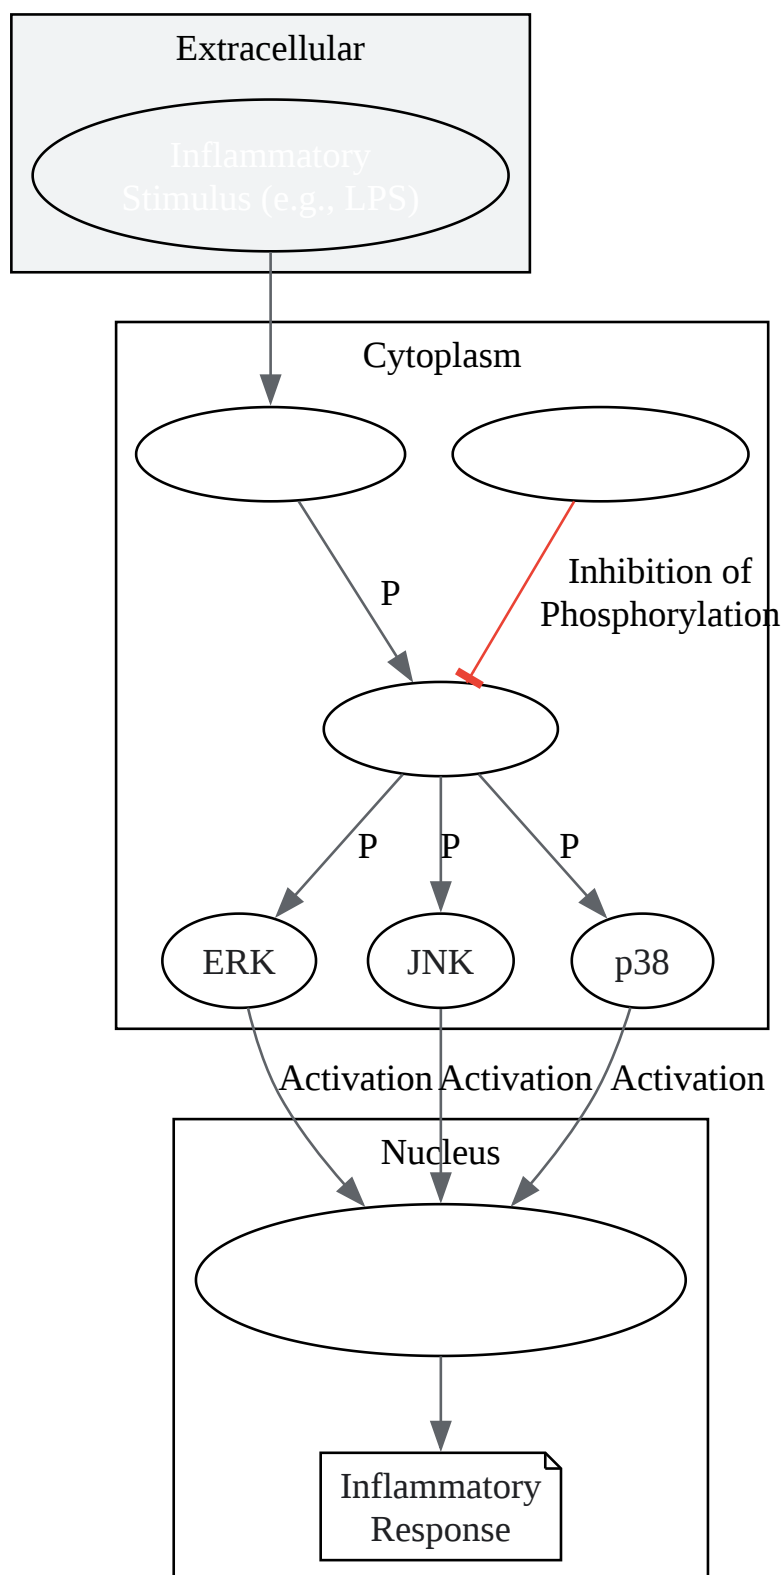 Extracellular
Inflammatory
Stimulus (e.g., LPS)
Cytoplasm
Inhibition of
Phosphorylation
P
P
P
P
ERK
JNK
p38
Activation
Activation
Activation
Nucleus
Inflammatory
Response